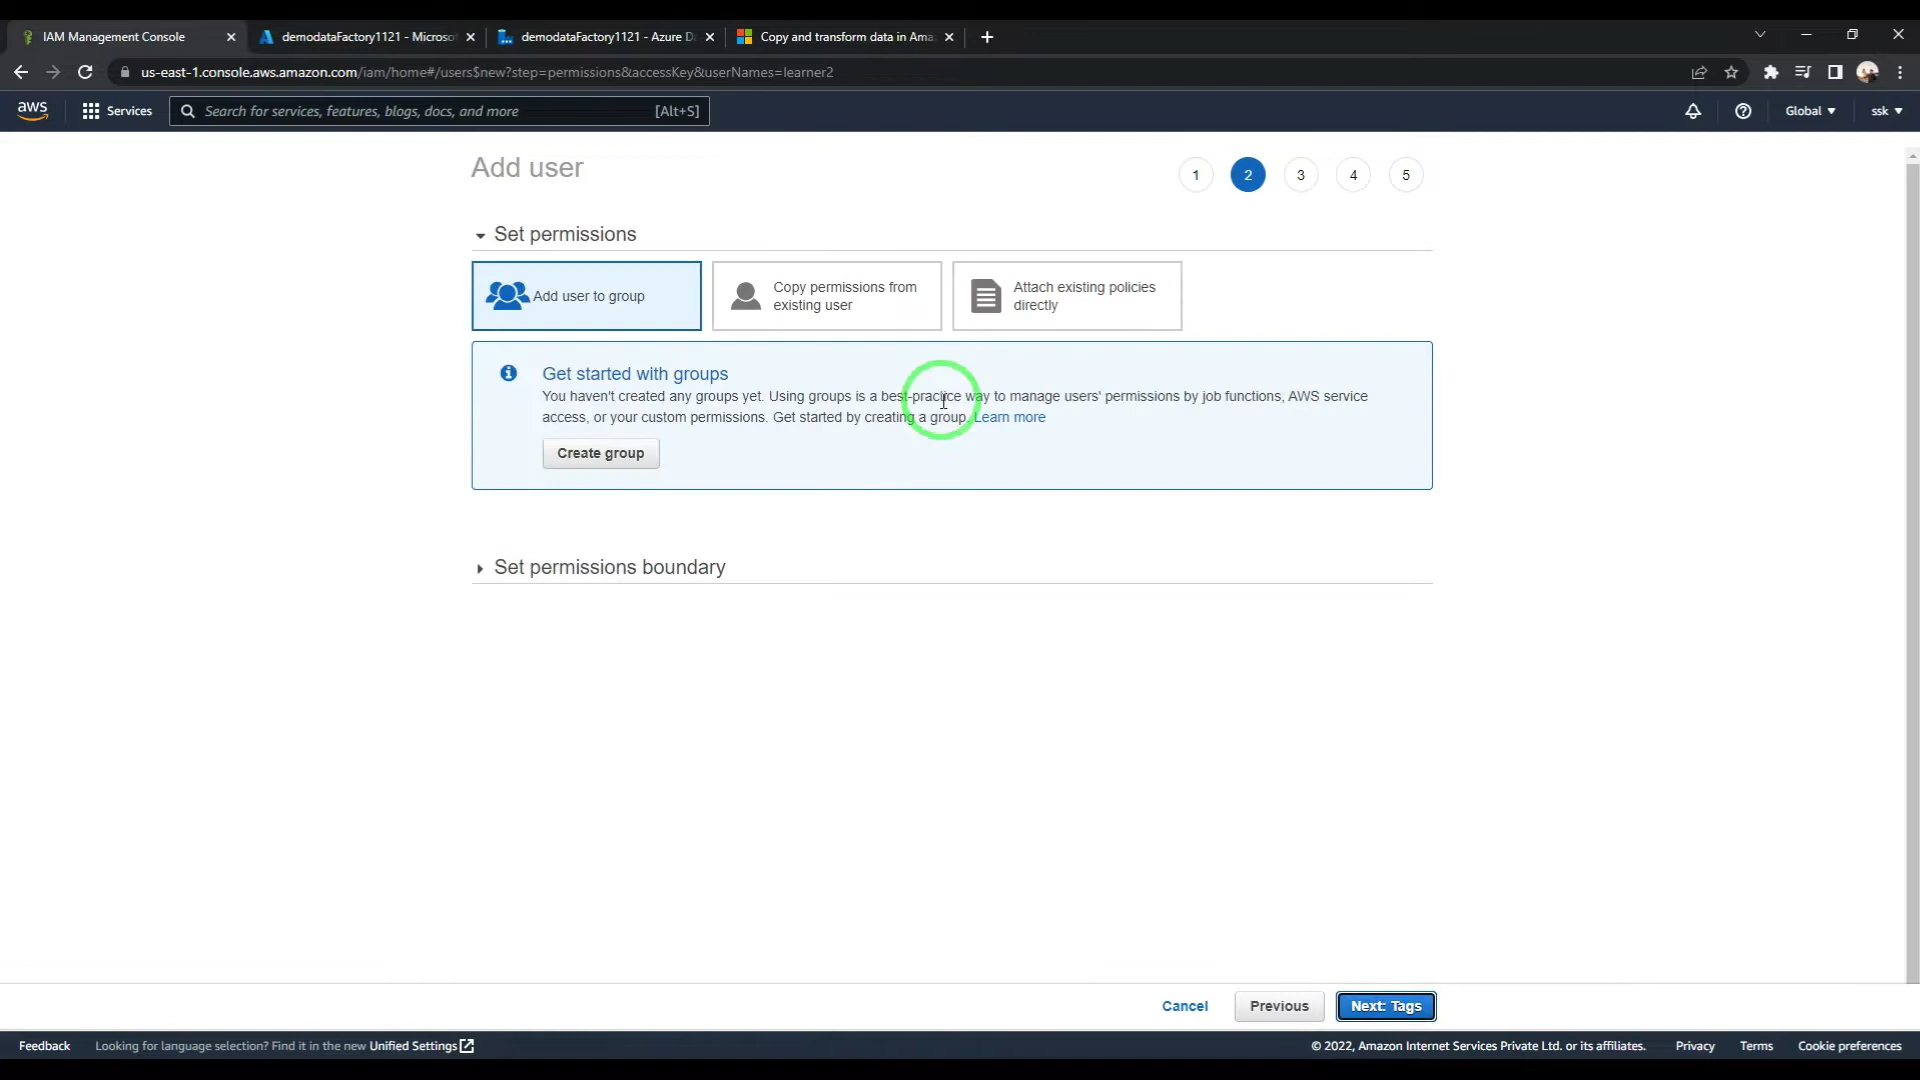 IAM Management Console
demodataFactory1121 - Microso
demodataFactory1121 - Azure D
Copy and transform data in Ama
us-east-1.console.aws.amazon.com/iam/home#/users$new?step=permissions&accessKey&userNames=learner2
aws
Services
Search for services, features, blogs, docs, and more
[Alt+S]
Global
ssk
Add user
1
2
3
4
5
Set permissions
Add user to group
Copy permissions from
existing user
Attach existing policies
directly
Get started with groups
You haven't created any groups yet. Using groups is a best-practice way to manage users' permissions by job functions, AWS service
access, or your custom permissions. Get started by creating a group. Learn more
Create group
Set permissions boundary
Cancel
Previous
Next: Tags
Feedback
Looking for language selection? Find it in the new Unified Settings
© 2022, Amazon Internet Services Private Ltd. or its affiliates.
Privacy
Terms
Cookie preferences